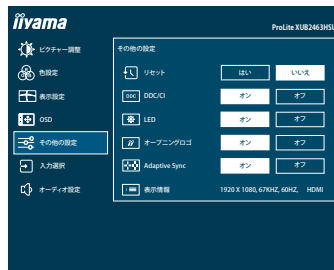 iiyama
ProLite XUB2463HSU
ピクチャー調整
色設定
表示設定
OSD
その他の設定
入力選択
オーディオ設定
その他の設定
リセット はい いいえ
DDC DDC/CI オン オフ
LED オン オフ
オープニングロゴ オン オフ
Adaptive Sync オン オフ
表示情報 1920 X 1080, 67KHZ, 60HZ, HDMI